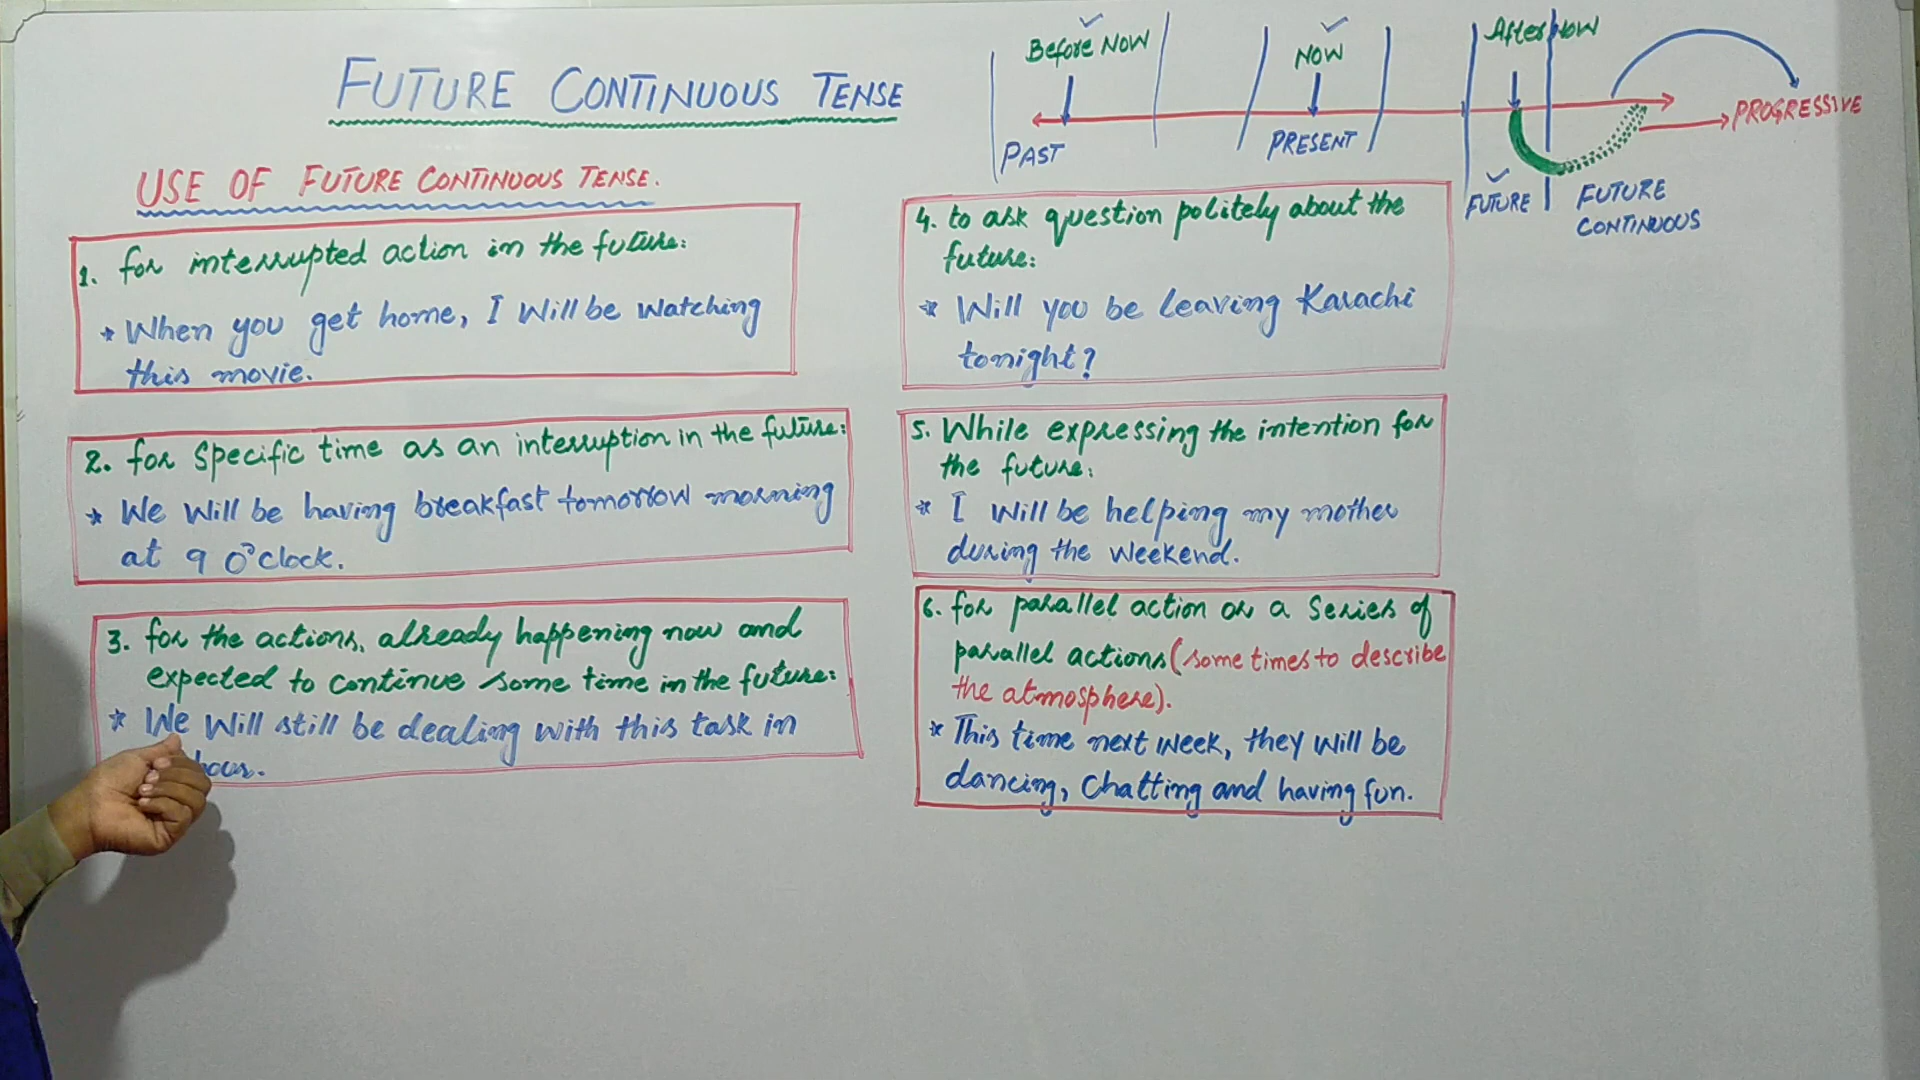 FUTURE CONTINUOUS TENSE
Before NOW
NOW
After NOW
PROGRESSIVE
PAST
PRESENT
FUTURE
FUTURE
CONTINUOUS
USE OF FUTURE CONTINUOUS TENSE.
1. for interrupted action in the future:
* When you get home, I Will be watching
this movie.
2. for specific time as an interruption in the future:
* We will be having breakfast tomorrow morning
at 9 O'clock.
3. for the actions, already happening now and
expected to continue some time in the future:
* We Will still be dealing with this task in
hour.
4. to ask question politely about the
future:
* Will you be leaving Karachi
tonight?
5. While expressing the intention for
the future:
* I will be helping my mother
during the weekend.
6. for parallel action or a series of
parallel actions (some times to describe
the atmosphere).
* This time next week, they will be
dancing, Chatting and having fun.